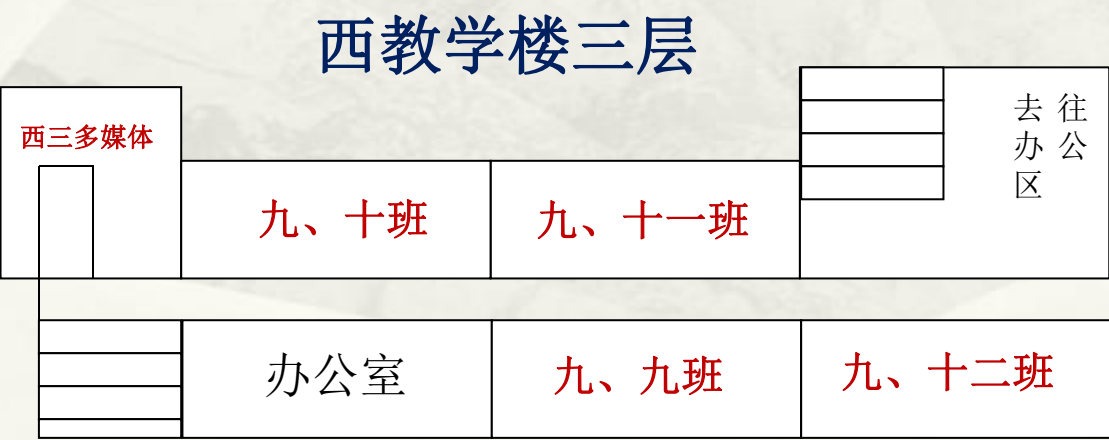 西教学楼三层
西三多媒体
去往
办公
区
九、十班
九、十一班
办公室
九、九班
九、十二班